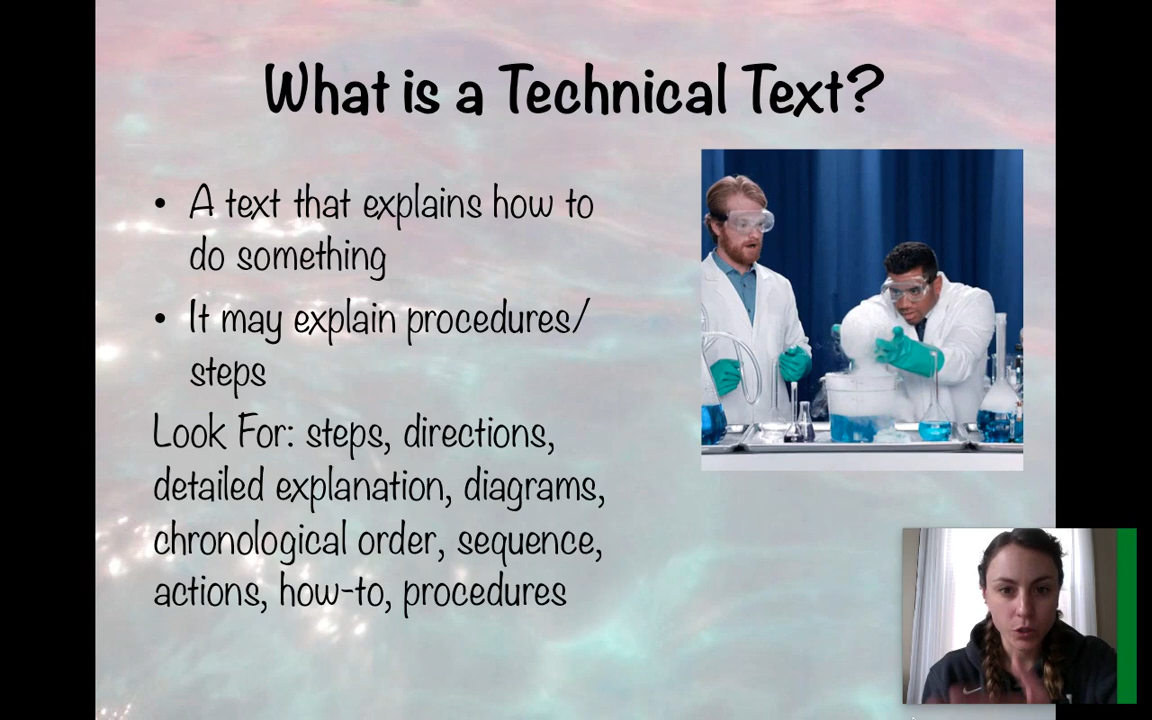 What is a Technical Text?
• A text that explains how to
do something
• It may explain procedures/
steps
Look For: steps, directions,
detailed explanation, diagrams,
chronological order, sequence,
actions, how-to, procedures